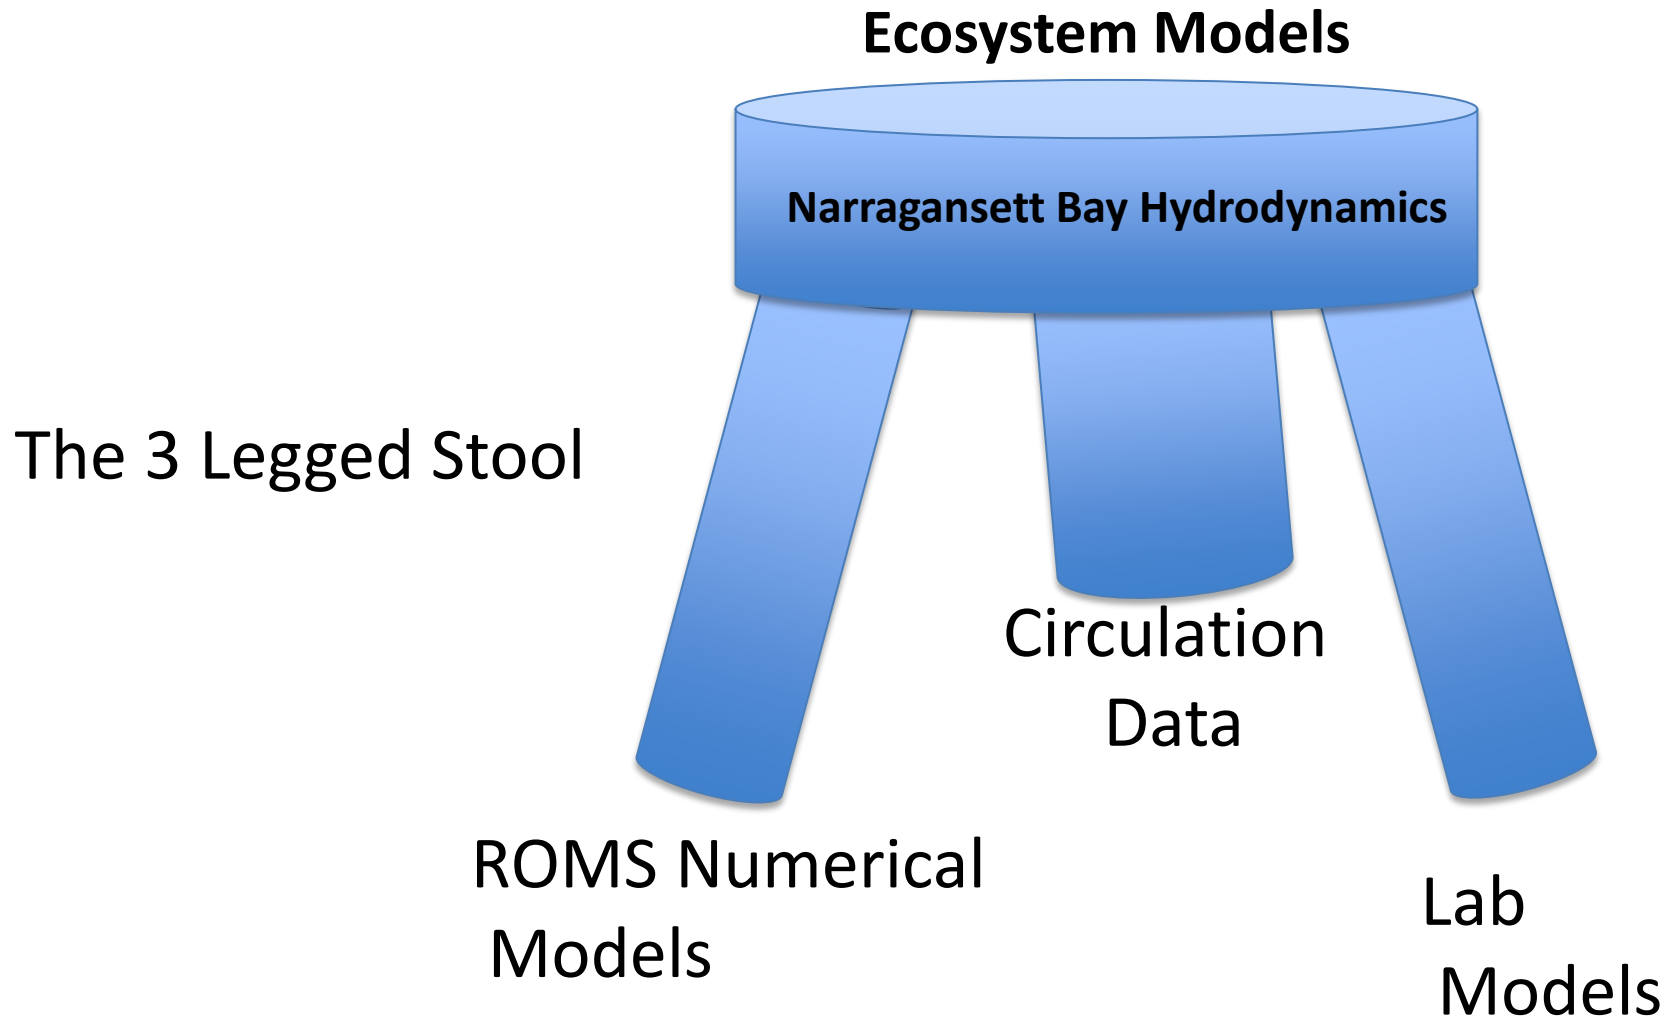 Ecosystem Models
Narragansett Bay Hydrodynamics
The 3 Legged Stool
Circulation
Data
ROMS Numerical
Models
Lab
Models